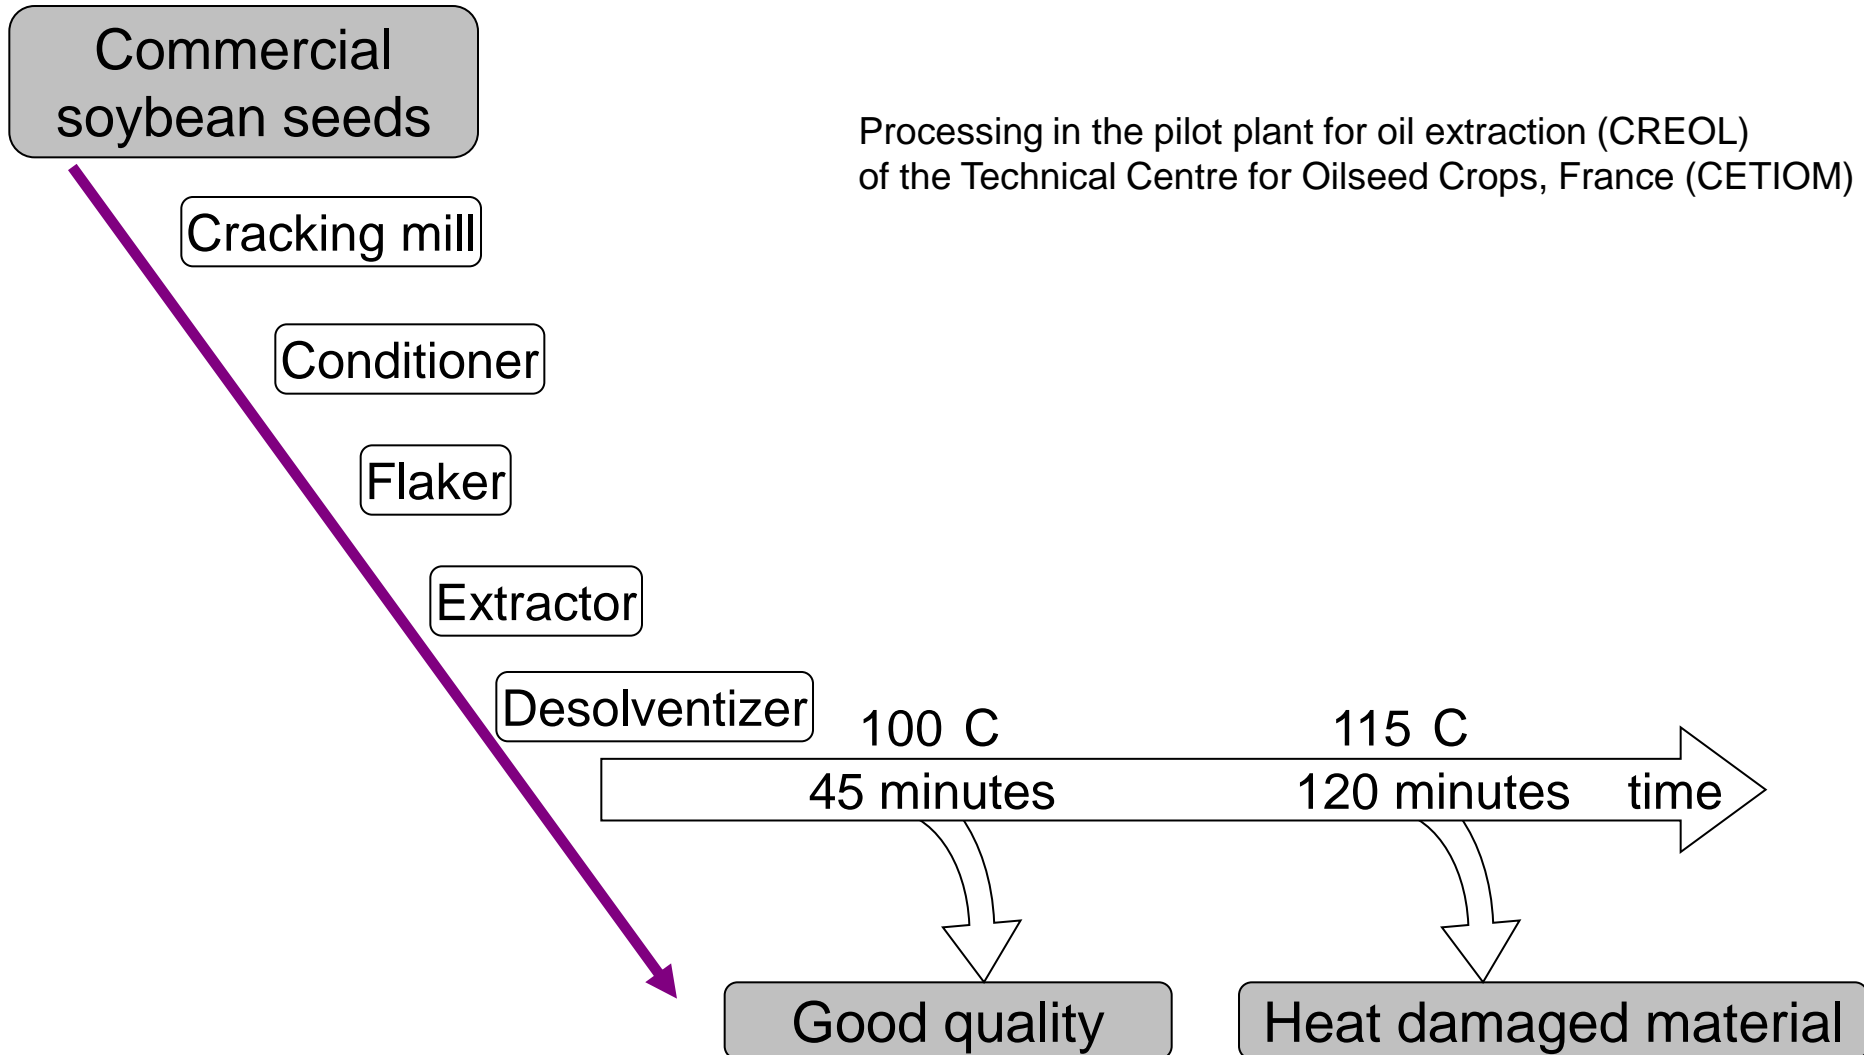 Commercial
soybean seeds
Processing in the pilot plant for oil extraction (CREOL)
of the Technical Centre for Oilseed Crops, France (CETIOM)
Cracking mill
Conditioner
Flaker
Extractor
Desolventizer
100 C
115 C
45 minutes
120 minutes
time
Good quality
Heat damaged material